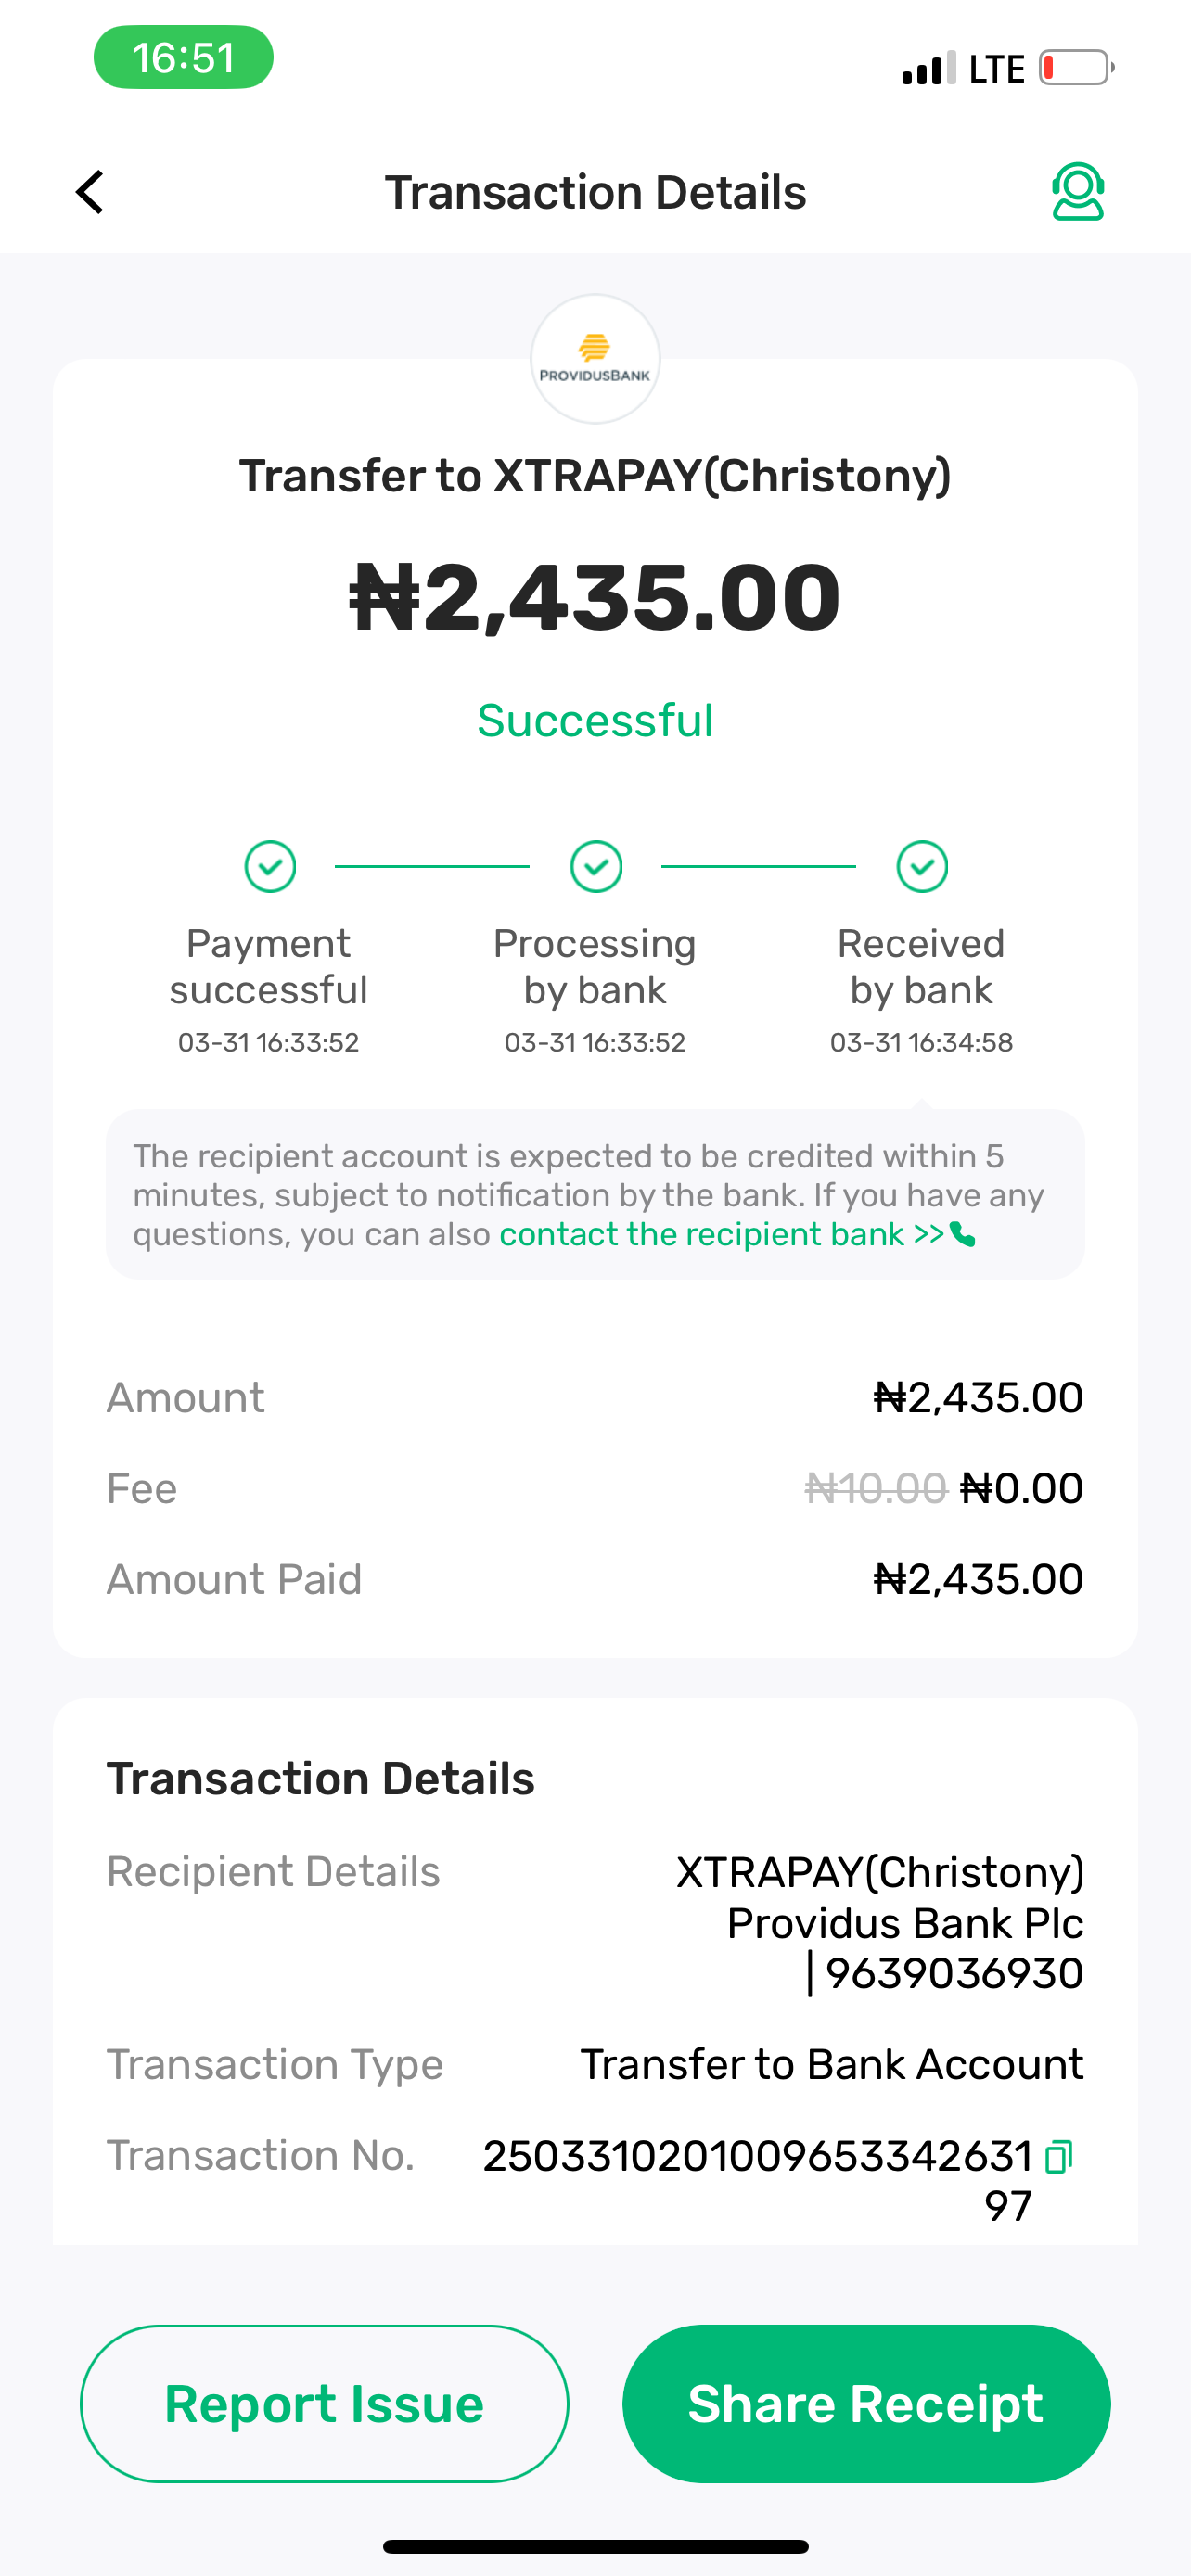 16:51
LTE
Transaction Details
PROVIDUSBANK
Transfer to XTRAPAY(Christony)
₦2,435.00
Successful
Payment successful
03-31 16:33:52
Processing by bank
03-31 16:33:52
Received by bank
03-31 16:34:58
The recipient account is expected to be credited within 5
minutes, subject to notification by the bank. If you have any
questions, you can also contact the recipient bank >>
Amount ₦2,435.00
Fee ₦10.00 ₦0.00
Amount Paid ₦2,435.00
Transaction Details
Recipient Details XTRAPAY(Christony)
Providus Bank Plc
| 9639036930
Transaction Type Transfer to Bank Account
Transaction No. 2503310201009653342631
97
Report Issue
Share Receipt